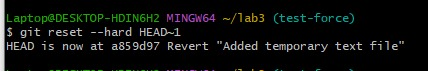 Laptop@DESKTOP-HDIN6H2 MINGW64 ~/lab3 (test-force)
$ git reset --hard HEAD~1
HEAD is now at a859d97 Revert "Added temporary text file"